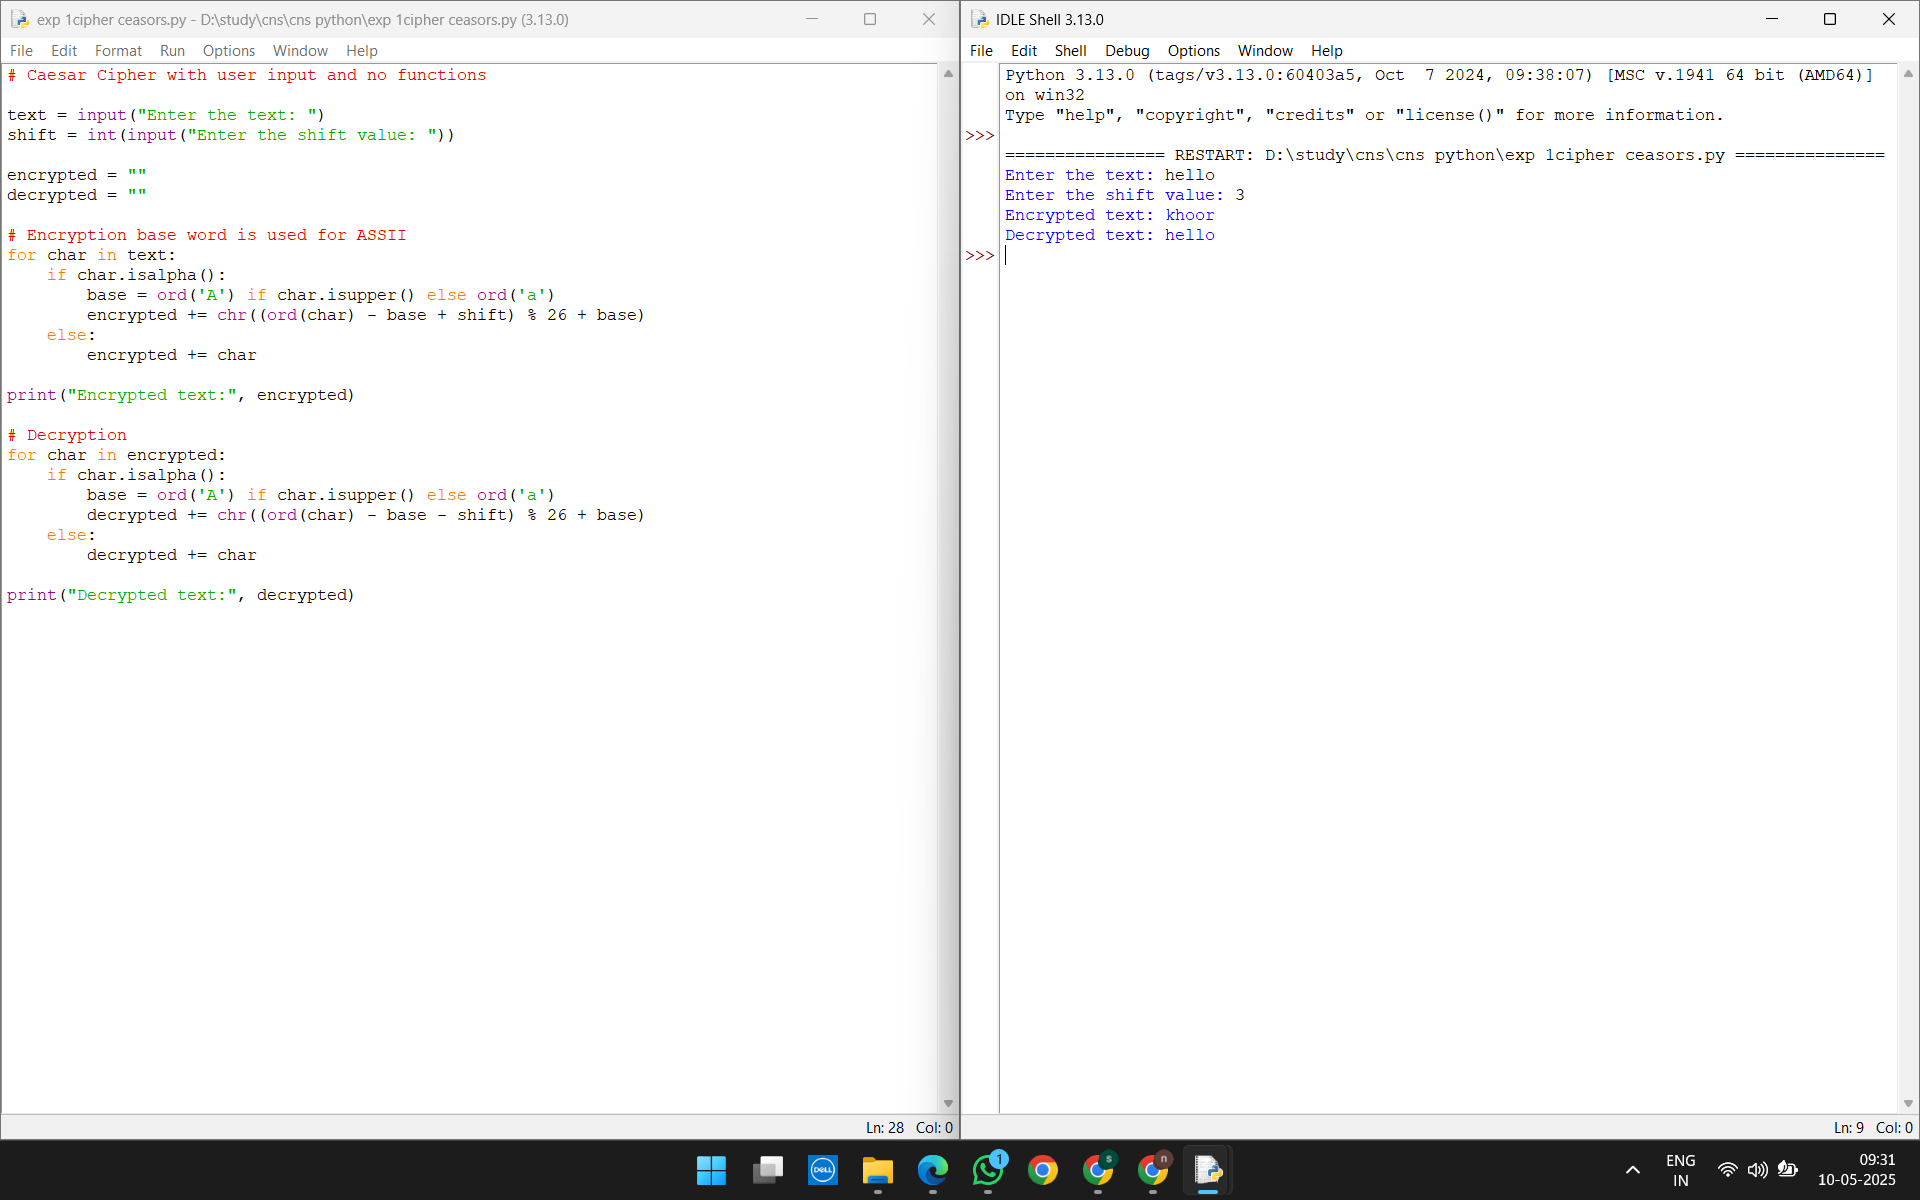 exp 1cipher ceasors.py - D:\study\cns\cns python\exp 1cipher ceasors.py (3.13.0)
File Edit Format Run Options Window Help
# Caesar Cipher with user input and no functions

text = input("Enter the text: ")
shift = int(input("Enter the shift value: "))

encrypted = ""
decrypted = ""

# Encryption base word is used for ASSII
for char in text:
    if char.isalpha():
        base = ord('A') if char.isupper() else ord('a')
        encrypted += chr((ord(char) - base + shift) % 26 + base)
    else:
        encrypted += char

print("Encrypted text:", encrypted)

# Decryption
for char in encrypted:
    if char.isalpha():
        base = ord('A') if char.isupper() else ord('a')
        decrypted += chr((ord(char) - base - shift) % 26 + base)
    else:
        decrypted += char

print("Decrypted text:", decrypted)
Ln: 28 Col: 0
IDLE Shell 3.13.0
File Edit Shell Debug Options Window Help
Python 3.13.0 (tags/v3.13.0:60403a5, Oct  7 2024, 09:38:07) [MSC v.1941 64 bit (AMD64)]
on win32
Type "help", "copyright", "credits" or "license()" for more information.
>>>
================ RESTART: D:\study\cns\cns python\exp 1cipher ceasors.py ===============
Enter the text: hello
Enter the shift value: 3
Encrypted text: khoor
Decrypted text: hello
>>>
Ln: 9 Col: 0
DELL
1
s
n
ENG
IN
09:31
10-05-2025